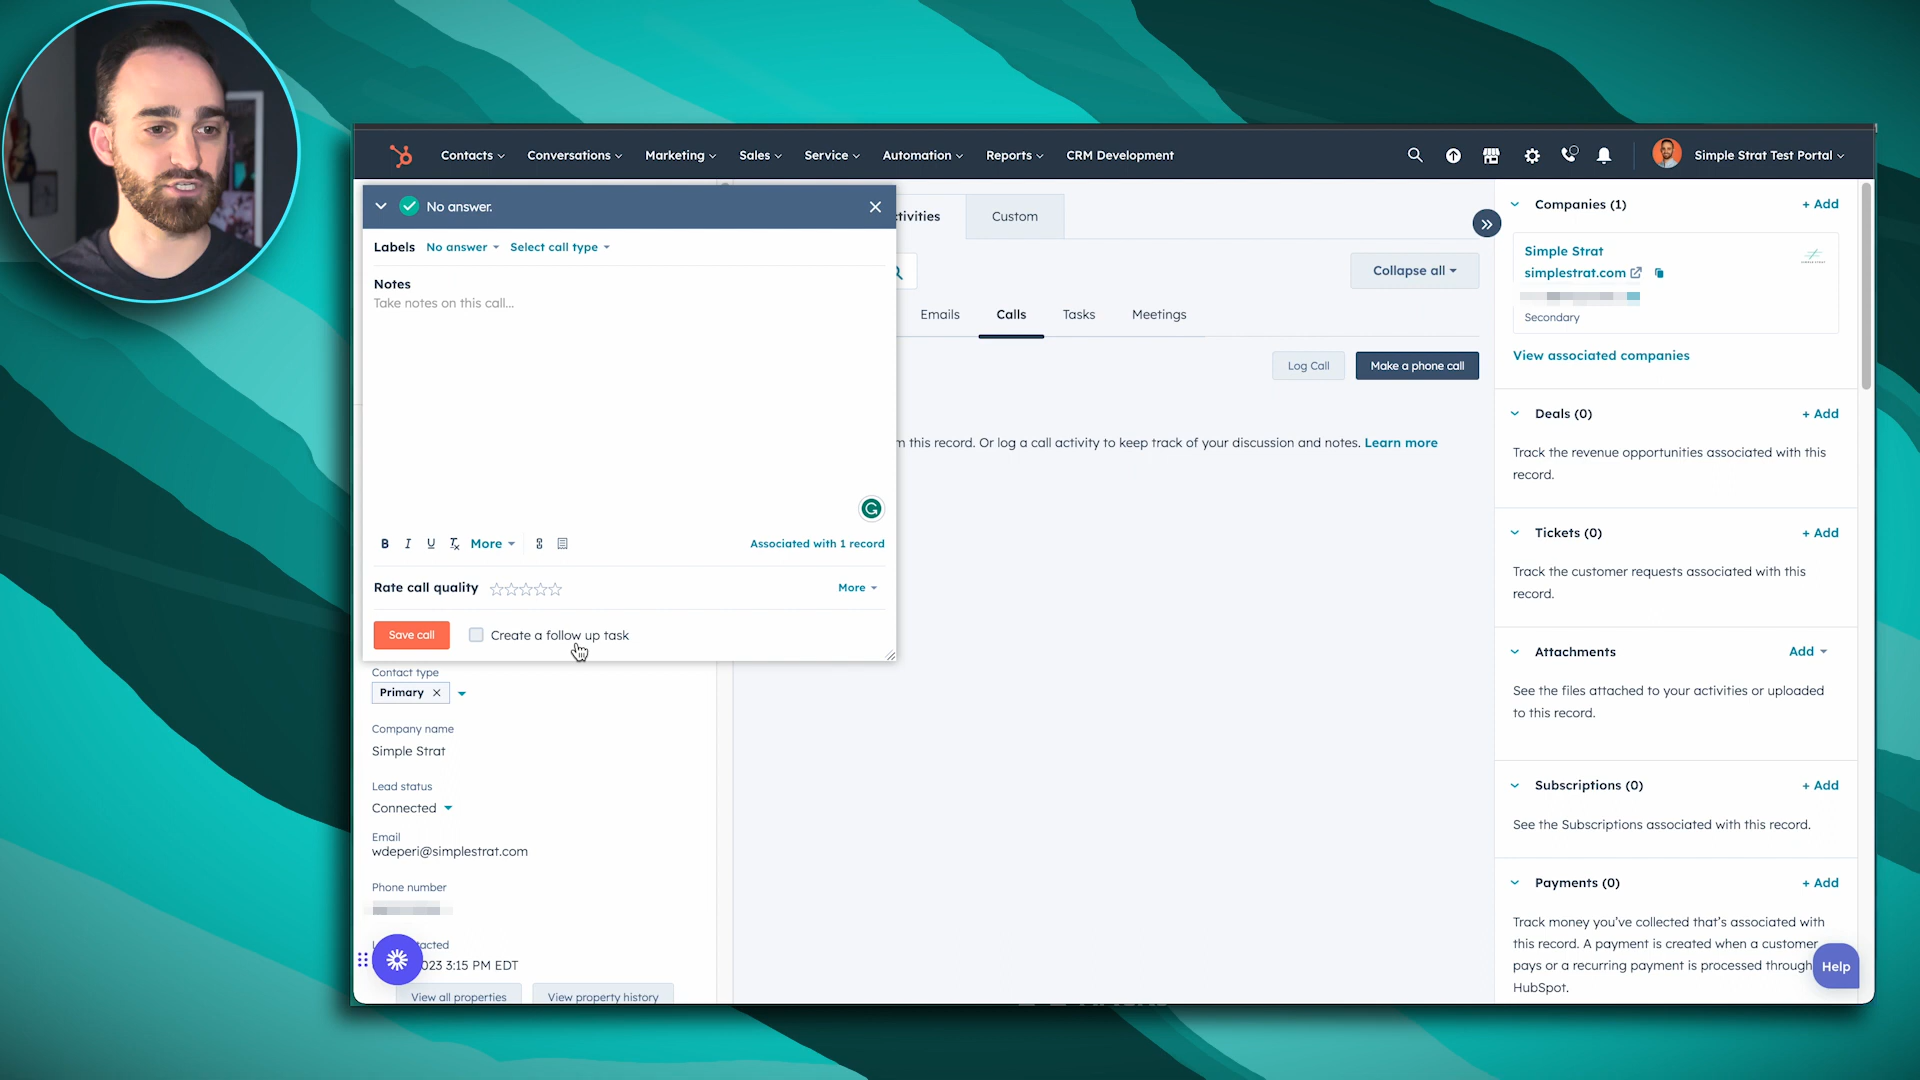 Contacts
Conversations
Marketing
Sales
Service
Automation
Reports
CRM Development
Simple Strat Test Portal
No answer.
Labels
No answer
Select call type
Notes
Take notes on this call...
B I U Tx More
Associated with 1 record
Rate call quality
More
Save call
Create a follow up task
Contact type
Primary
Company name
Simple Strat
Lead status
Connected
Email
wdeperi@simplestrat.com
Phone number
023 3:15 PM EDT
View all properties
View property history
tivities
Custom
Collapse all
Emails
Calls
Tasks
Meetings
Log Call
Make a phone call
this record. Or log a call activity to keep track of your discussion and notes. Learn more
Companies (1)
+ Add
Simple Strat
simplestrat.com
Secondary
View associated companies
Deals (0)
+ Add
Track the revenue opportunities associated with this
record.
Tickets (0)
+ Add
Track the customer requests associated with this
record.
Attachments
Add
See the files attached to your activities or uploaded
to this record.
Subscriptions (0)
+ Add
See the Subscriptions associated with this record.
Payments (0)
+ Add
Track money you've collected that's associated with
this record. A payment is created when a customer
pays or a recurring payment is processed through
HubSpot.
Help